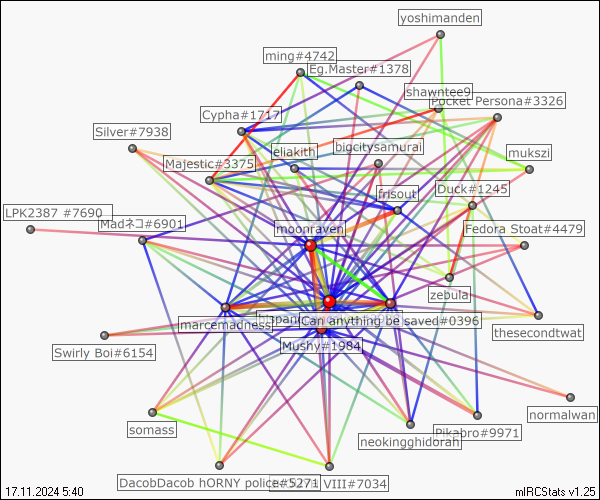 yoshimanden
ming#4742
Eg.Master#1378
shawntee9
Pocket Persona#3326
Cypha#1717
Silver#7938
eliakith
bigcitysamurai
mukszi
Majestic#3375
frisout
Duck#1245
LPK2387 #7690
Madネコ#6901
moonraven
Fedora Stoat#4479
zebula
marcemadness
Can anything be saved#0396
thesecondtwat
Swirly Boi#6154
Mushy#1984
normalwan
somass
neokingghidorah
Pikabro#9971
DacobDacob hORNY police#5271
VIII#7034
17.11.2024 5:40
mIRCStats v1.25